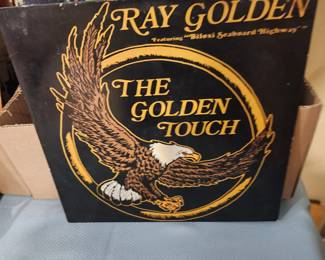 RAY GOLDEN
Featuring "Biloxi Seaboard Highway"
THE
GOLDEN
TOUCH